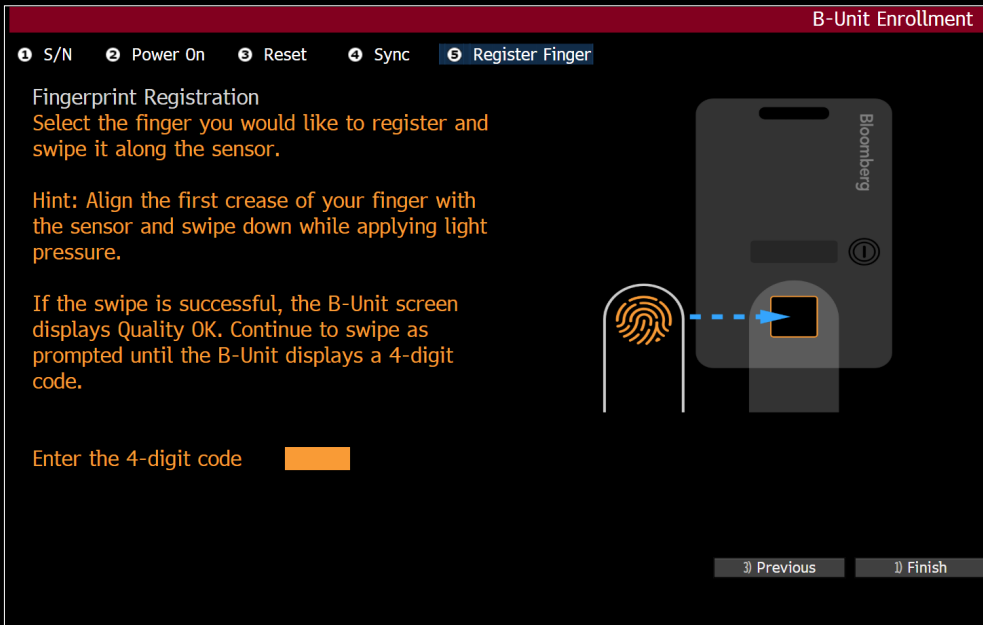 B-Unit Enrollment
❶ S/N ❷ Power On ❸ Reset ❹ Sync ❺ Register Finger
Fingerprint Registration
Select the finger you would like to register and
swipe it along the sensor.
Hint: Align the first crease of your finger with
the sensor and swipe down while applying light
pressure.
If the swipe is successful, the B-Unit screen
displays Quality OK. Continue to swipe as
prompted until the B-Unit displays a 4-digit
code.
Enter the 4-digit code
Bloomberg
3) Previous 1) Finish